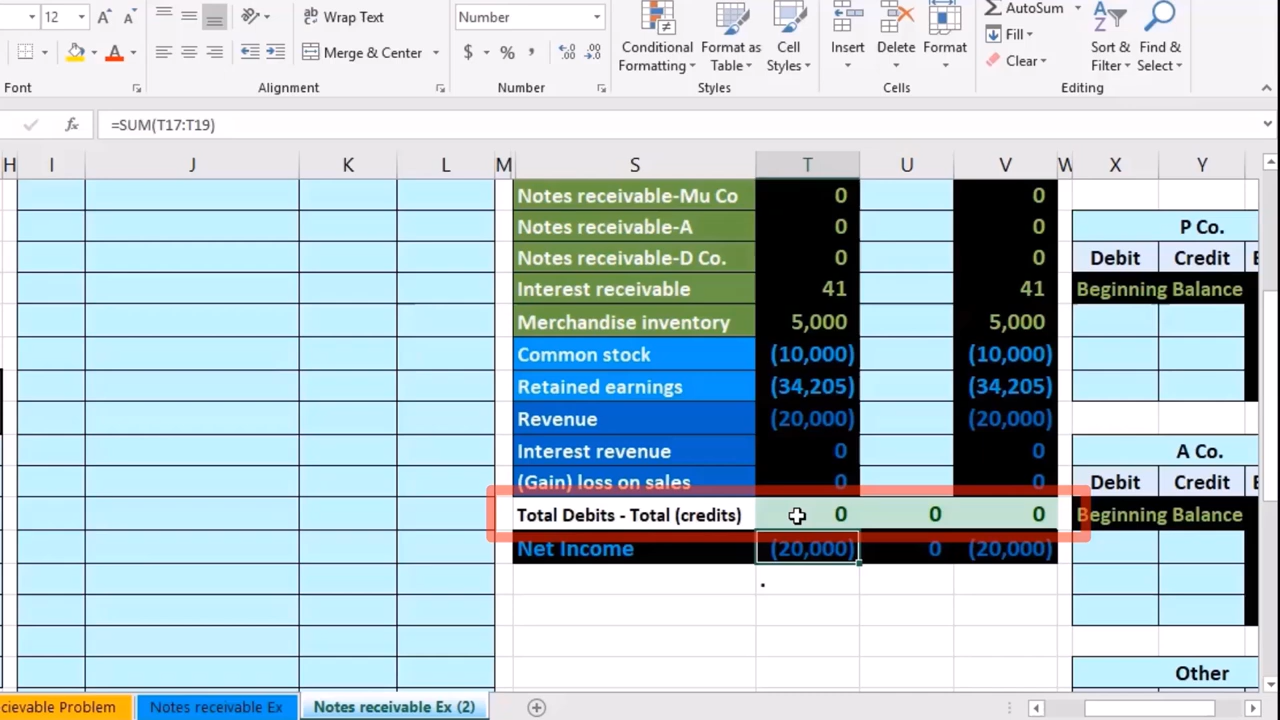 12 A A Wrap Text Number AutoSum
Merge & Center $ % Conditional Formatting Format as Table Cell Styles Insert Delete Format Fill Clear Sort & Filter Find & Select
Font Alignment Number Styles Cells Editing
fx =SUM(T17:T19)
H I J K L M S T U V W X Y
Notes receivable-Mu Co 0 0
Notes receivable-A 0 0 P Co.
Notes receivable-D Co. 0 0 Debit Credit
Interest receivable 41 41 Beginning Balance
Merchandise inventory 5,000 5,000
Common stock (10,000) (10,000)
Retained earnings (34,205) (34,205)
Revenue (20,000) (20,000)
Interest revenue 0 0 A Co.
(Gain) loss on sales 0 0 Debit Credit
Total Debits - Total (credits) 0 0 0 Beginning Balance
Net Income (20,000) 0 (20,000)
.
Other
cievable Problem Notes receivable Ex Notes receivable Ex (2)